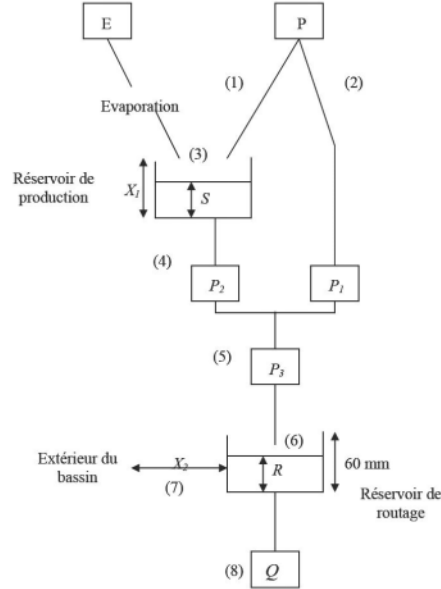 E
P
(1)
(2)
Evaporation
(3)
Réservoir de
production
X1
S
(4)
P2
P1
(5)
P3
(6)
Extérieur du
bassin
X2
(7)
R
60 mm
Réservoir de
routage
(8)
Q